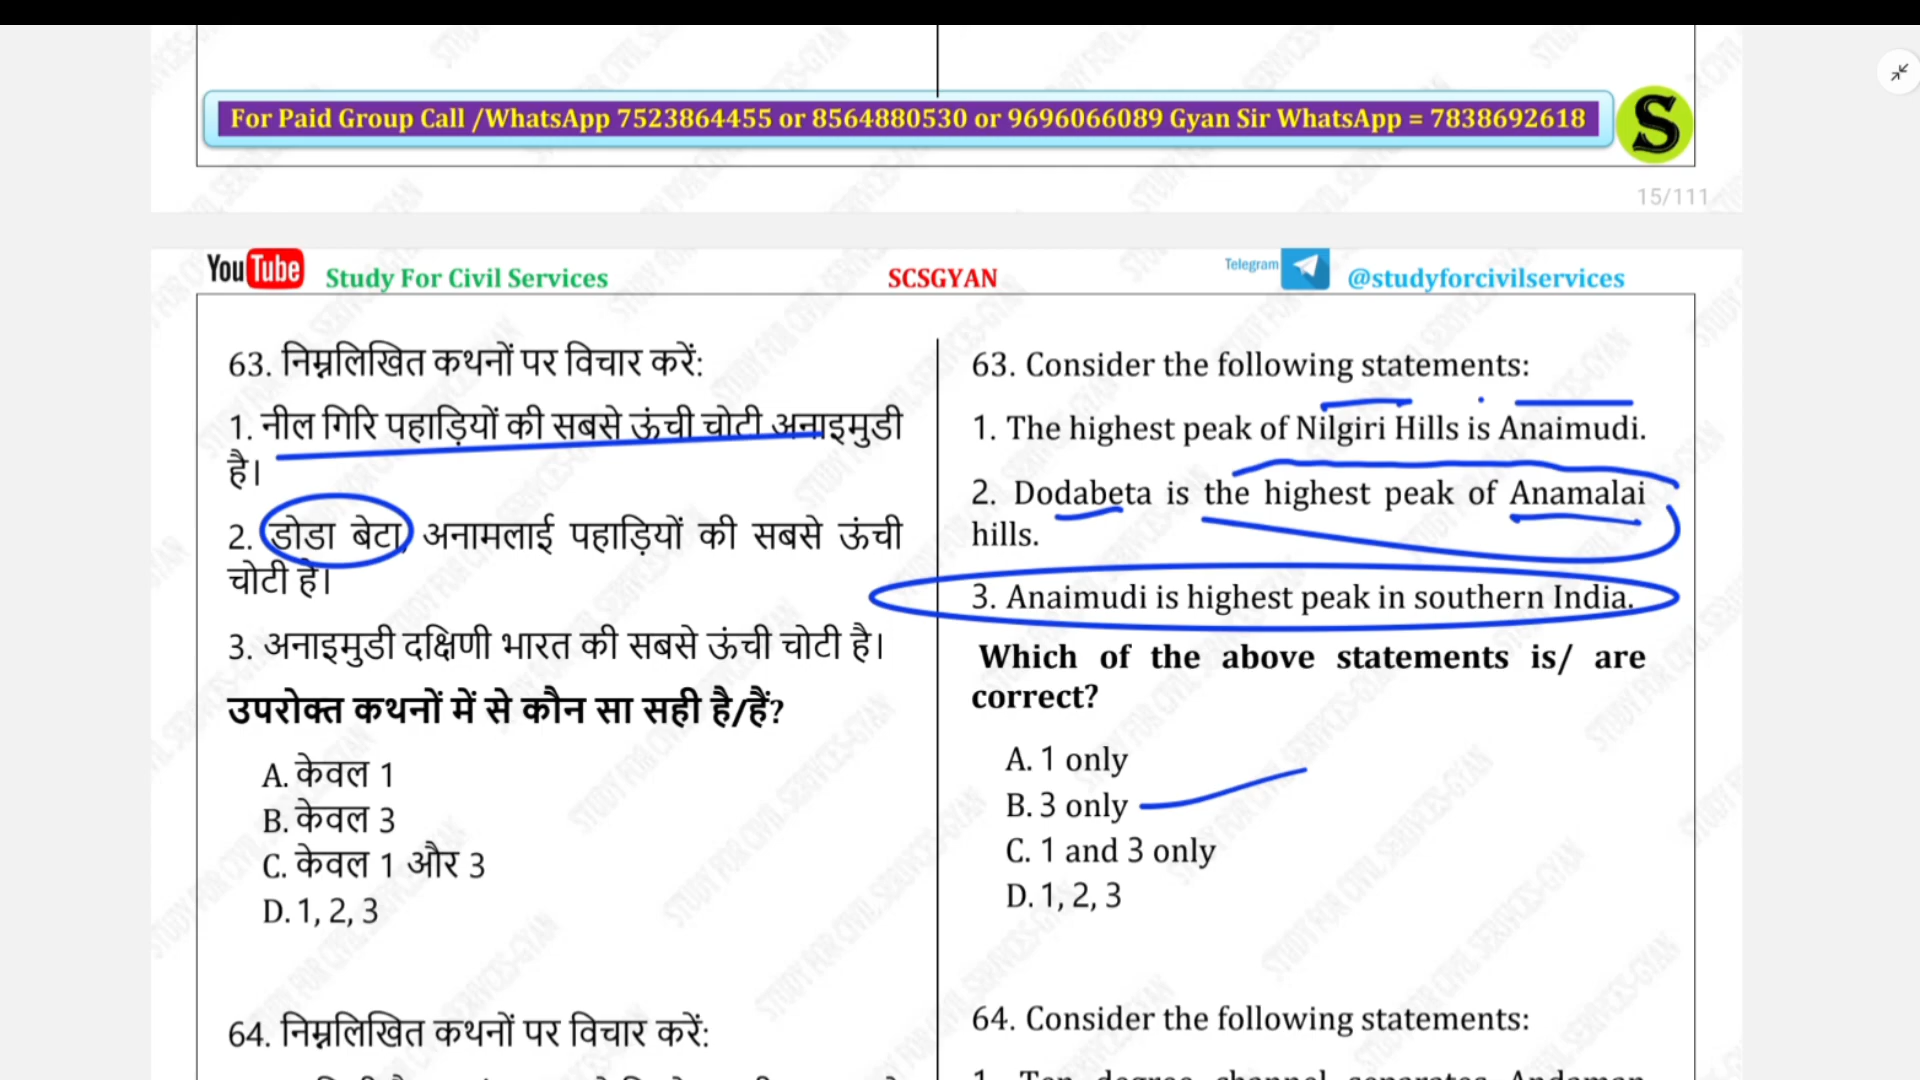 For Paid Group Call /WhatsApp 7523864455 or 8564880530 or 9696066089 Gyan Sir WhatsApp = 7838692618
S
15/111
YouTube Study For Civil Services SCSGYAN Telegram @studyforcivilservices
63. निम्नलिखित कथनों पर विचार करें:
1. नील गिरि पहाड़ियों की सबसे ऊंची चोटी अनाइमुडी
है।
2. डोडा बेटा, अनामलाई पहाड़ियों की सबसे ऊंची
चोटी है।
3. अनाइमुडी दक्षिणी भारत की सबसे ऊंची चोटी है।
उपरोक्त कथनों में से कौन सा सही है/हैं?
A. केवल 1
B. केवल 3
C. केवल 1 और 3
D. 1, 2, 3
64. निम्नलिखित कथनों पर विचार करें:
63. Consider the following statements:
1. The highest peak of Nilgiri Hills is Anaimudi.
2. Dodabeta is the highest peak of Anamalai
hills.
3. Anaimudi is highest peak in southern India.
Which of the above statements is/ are
correct?
A. 1 only
B. 3 only
C. 1 and 3 only
D. 1, 2, 3
64. Consider the following statements:
1. Ten degree channel separates Andaman